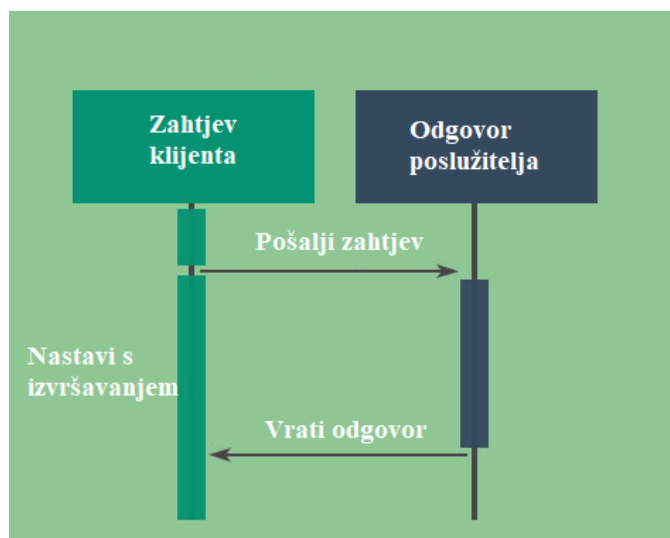 Zahtjev
klijenta
Odgovor
poslužitelja
Pošalji zahtjev
Nastavi s
izvršavanjem
Vrati odgovor